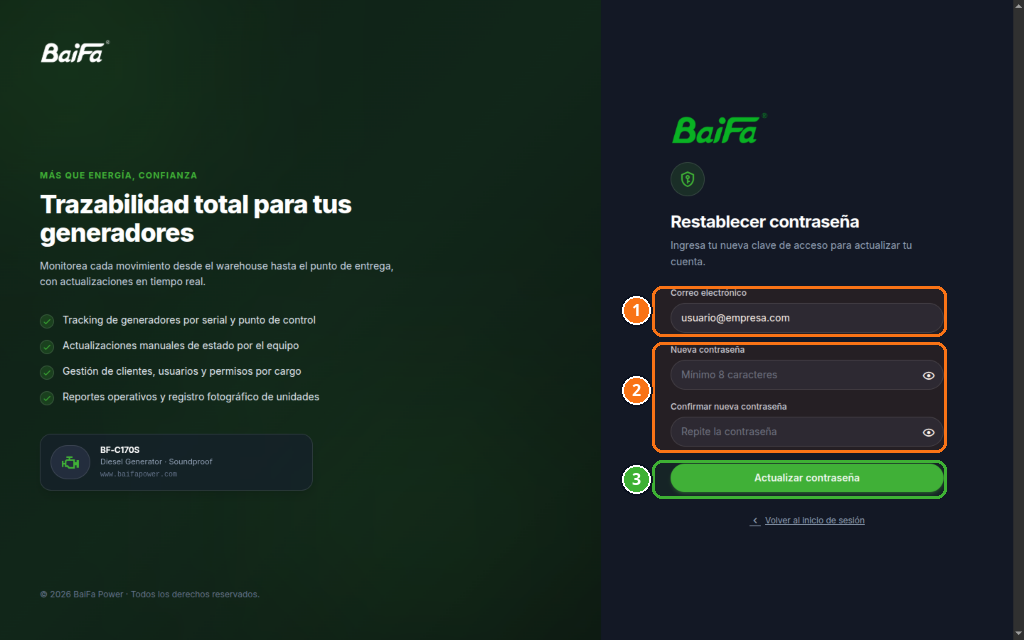 BaiFa®
MÁS QUE ENERGÍA, CONFIANZA
Trazabilidad total para tus
generadores
Monitorea cada movimiento desde el warehouse hasta el punto de entrega,
con actualizaciones en tiempo real.
Tracking de generadores por serial y punto de control
Actualizaciones manuales de estado por el equipo
Gestión de clientes, usuarios y permisos por cargo
Reportes operativos y registro fotográfico de unidades
BF-C170S
Diesel Generator · Soundproof
www.baifapower.com
© 2026 BaiFa Power · Todos los derechos reservados.
BaiFa®
Restablecer contraseña
Ingresa tu nueva clave de acceso para actualizar tu
cuenta.
Correo electrónico
1 usuario@empresa.com
Nueva contraseña
Mínimo 8 caracteres
2
Confirmar nueva contraseña
Repite la contraseña
3 Actualizar contraseña
Volver al inicio de sesión